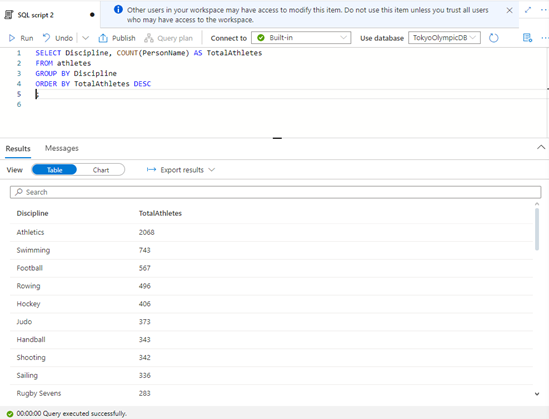 SQL script 2
Other users in your workspace may have access to modify this item. Do not use this item unless you trust all users
who may have access to the workspace.
Run Undo Publish Query plan Connect to Built-in Use database TokyoOlympicDB
1 SELECT Discipline, COUNT(PersonName) AS TotalAthletes
2 FROM athletes
3 GROUP BY Discipline
4 ORDER BY TotalAthletes DESC
5 ;
6
Results Messages
View Table Chart Export results
Search
Discipline TotalAthletes
Athletics 2068
Swimming 743
Football 567
Rowing 496
Hockey 406
Judo 373
Handball 343
Shooting 342
Sailing 336
Rugby Sevens 283
00:00:00 Query executed successfully.